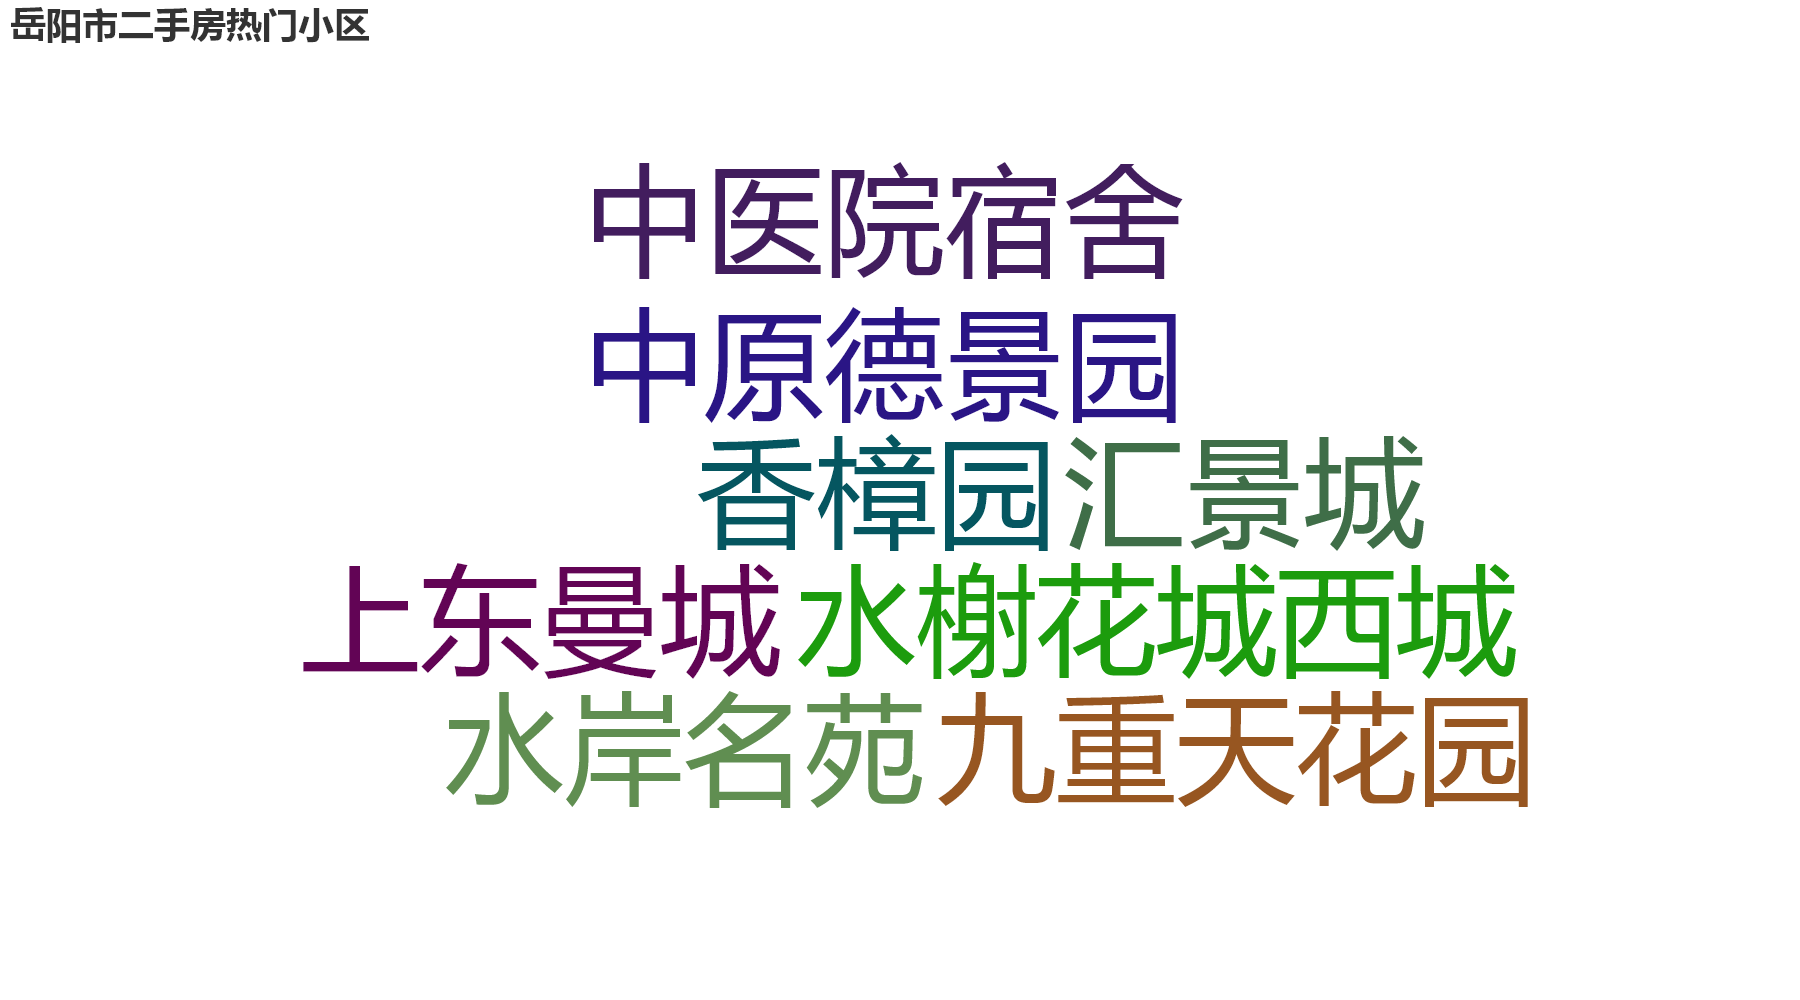 岳阳市二手房热门小区
中医院宿舍
中原德景园
香樟园 汇景城
上东曼城 水榭花城西城
水岸名苑 九重天花园